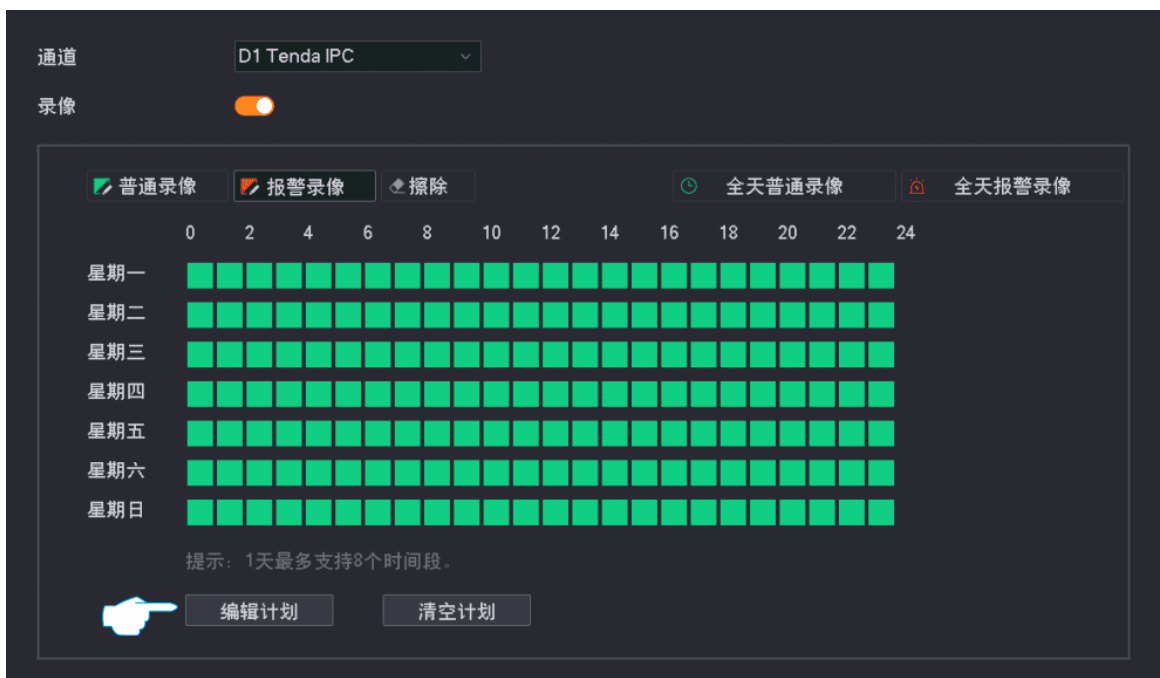 通道 D1 Tenda IPC
录像
普通录像 报警录像 擦除 全天普通录像 全天报警录像
0 2 4 6 8 10 12 14 16 18 20 22 24
星期一
星期二
星期三
星期四
星期五
星期六
星期日
提示：1天最多支持8个时间段。
编辑计划 清空计划